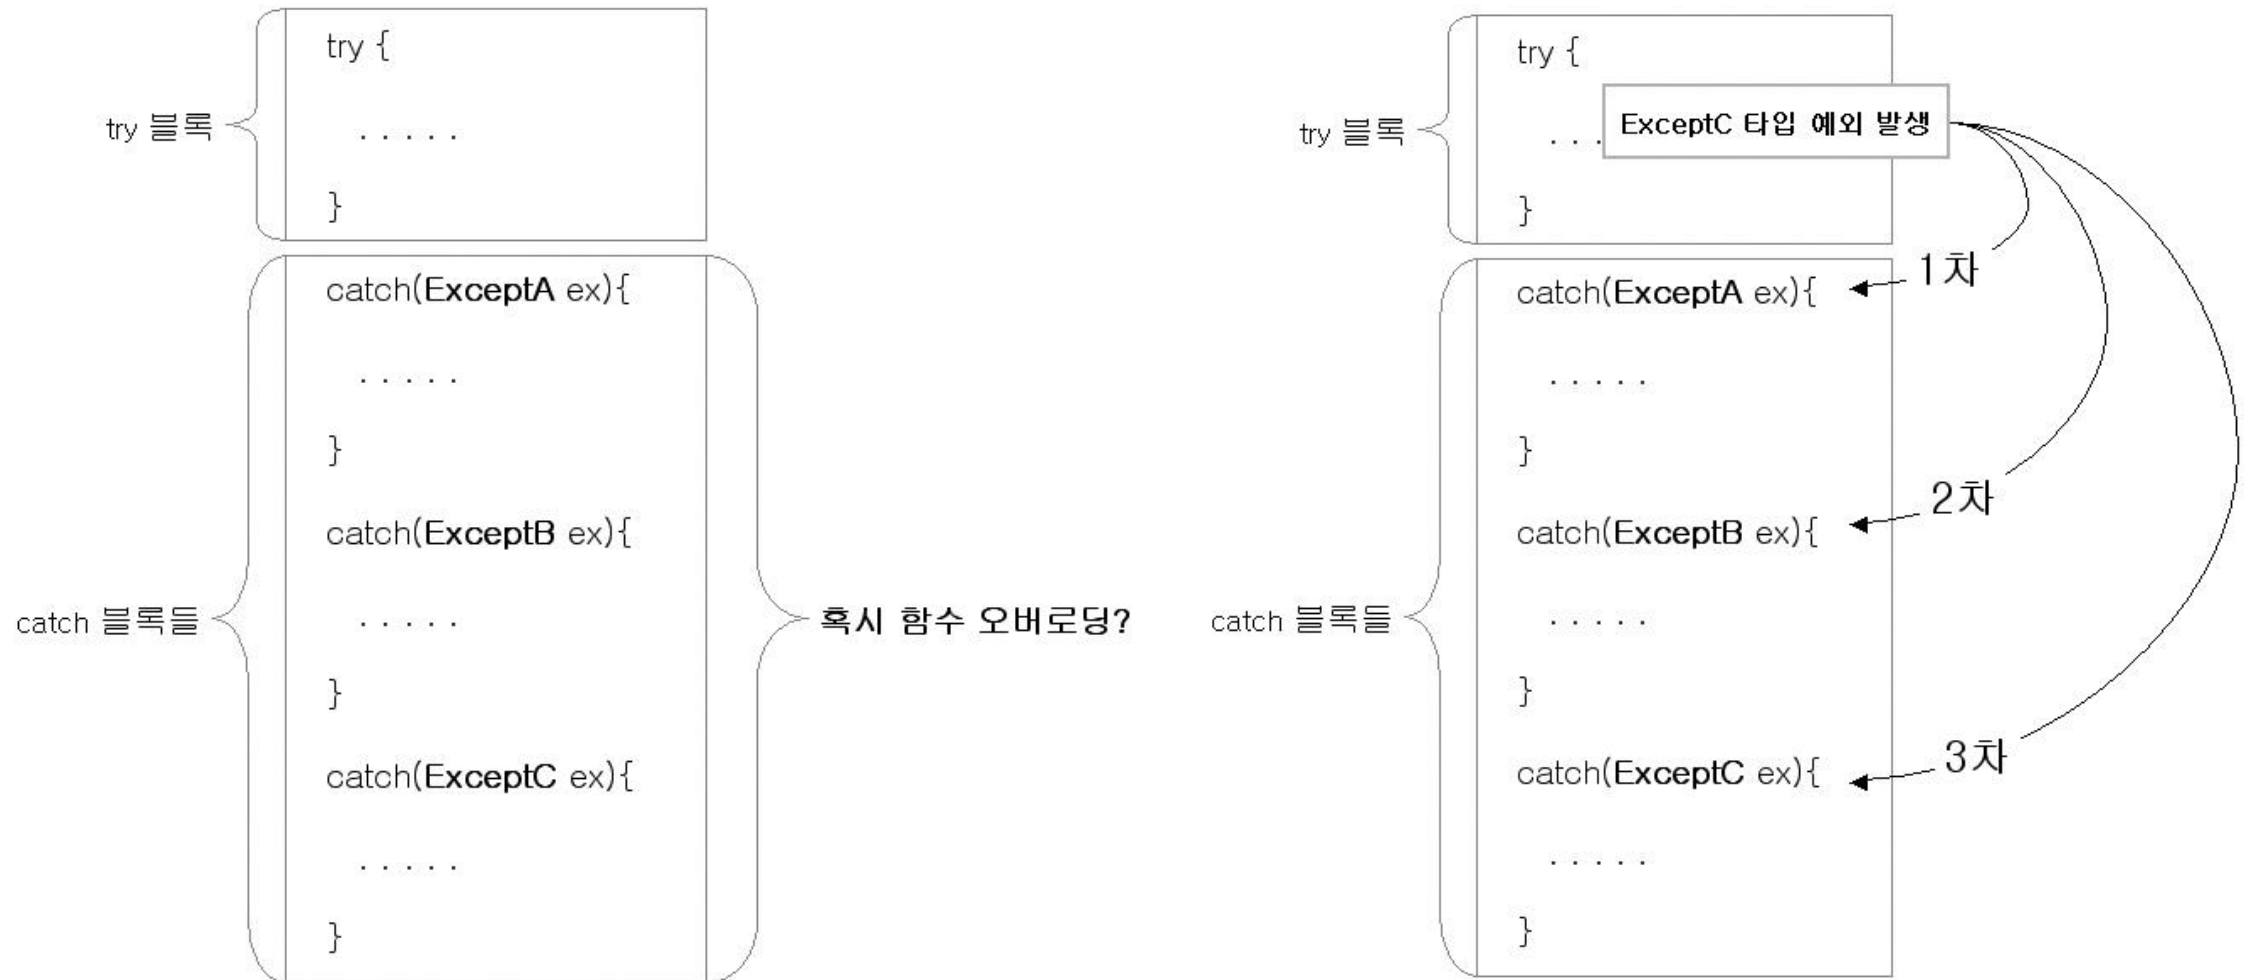 try {
try 블록
. . . . .
}
catch(ExceptA ex){
. . . . .
}
catch(ExceptB ex){
catch 블록들
. . . . .
혹시 함수 오버로딩?
}
catch(ExceptC ex){
. . . . .
}
try {
ExceptC 타입 예외 발생
try 블록
. . .
}
1차
catch(ExceptA ex){
. . . . .
}
2차
catch(ExceptB ex){
catch 블록들
. . . . .
}
3차
catch(ExceptC ex){
. . . . .
}